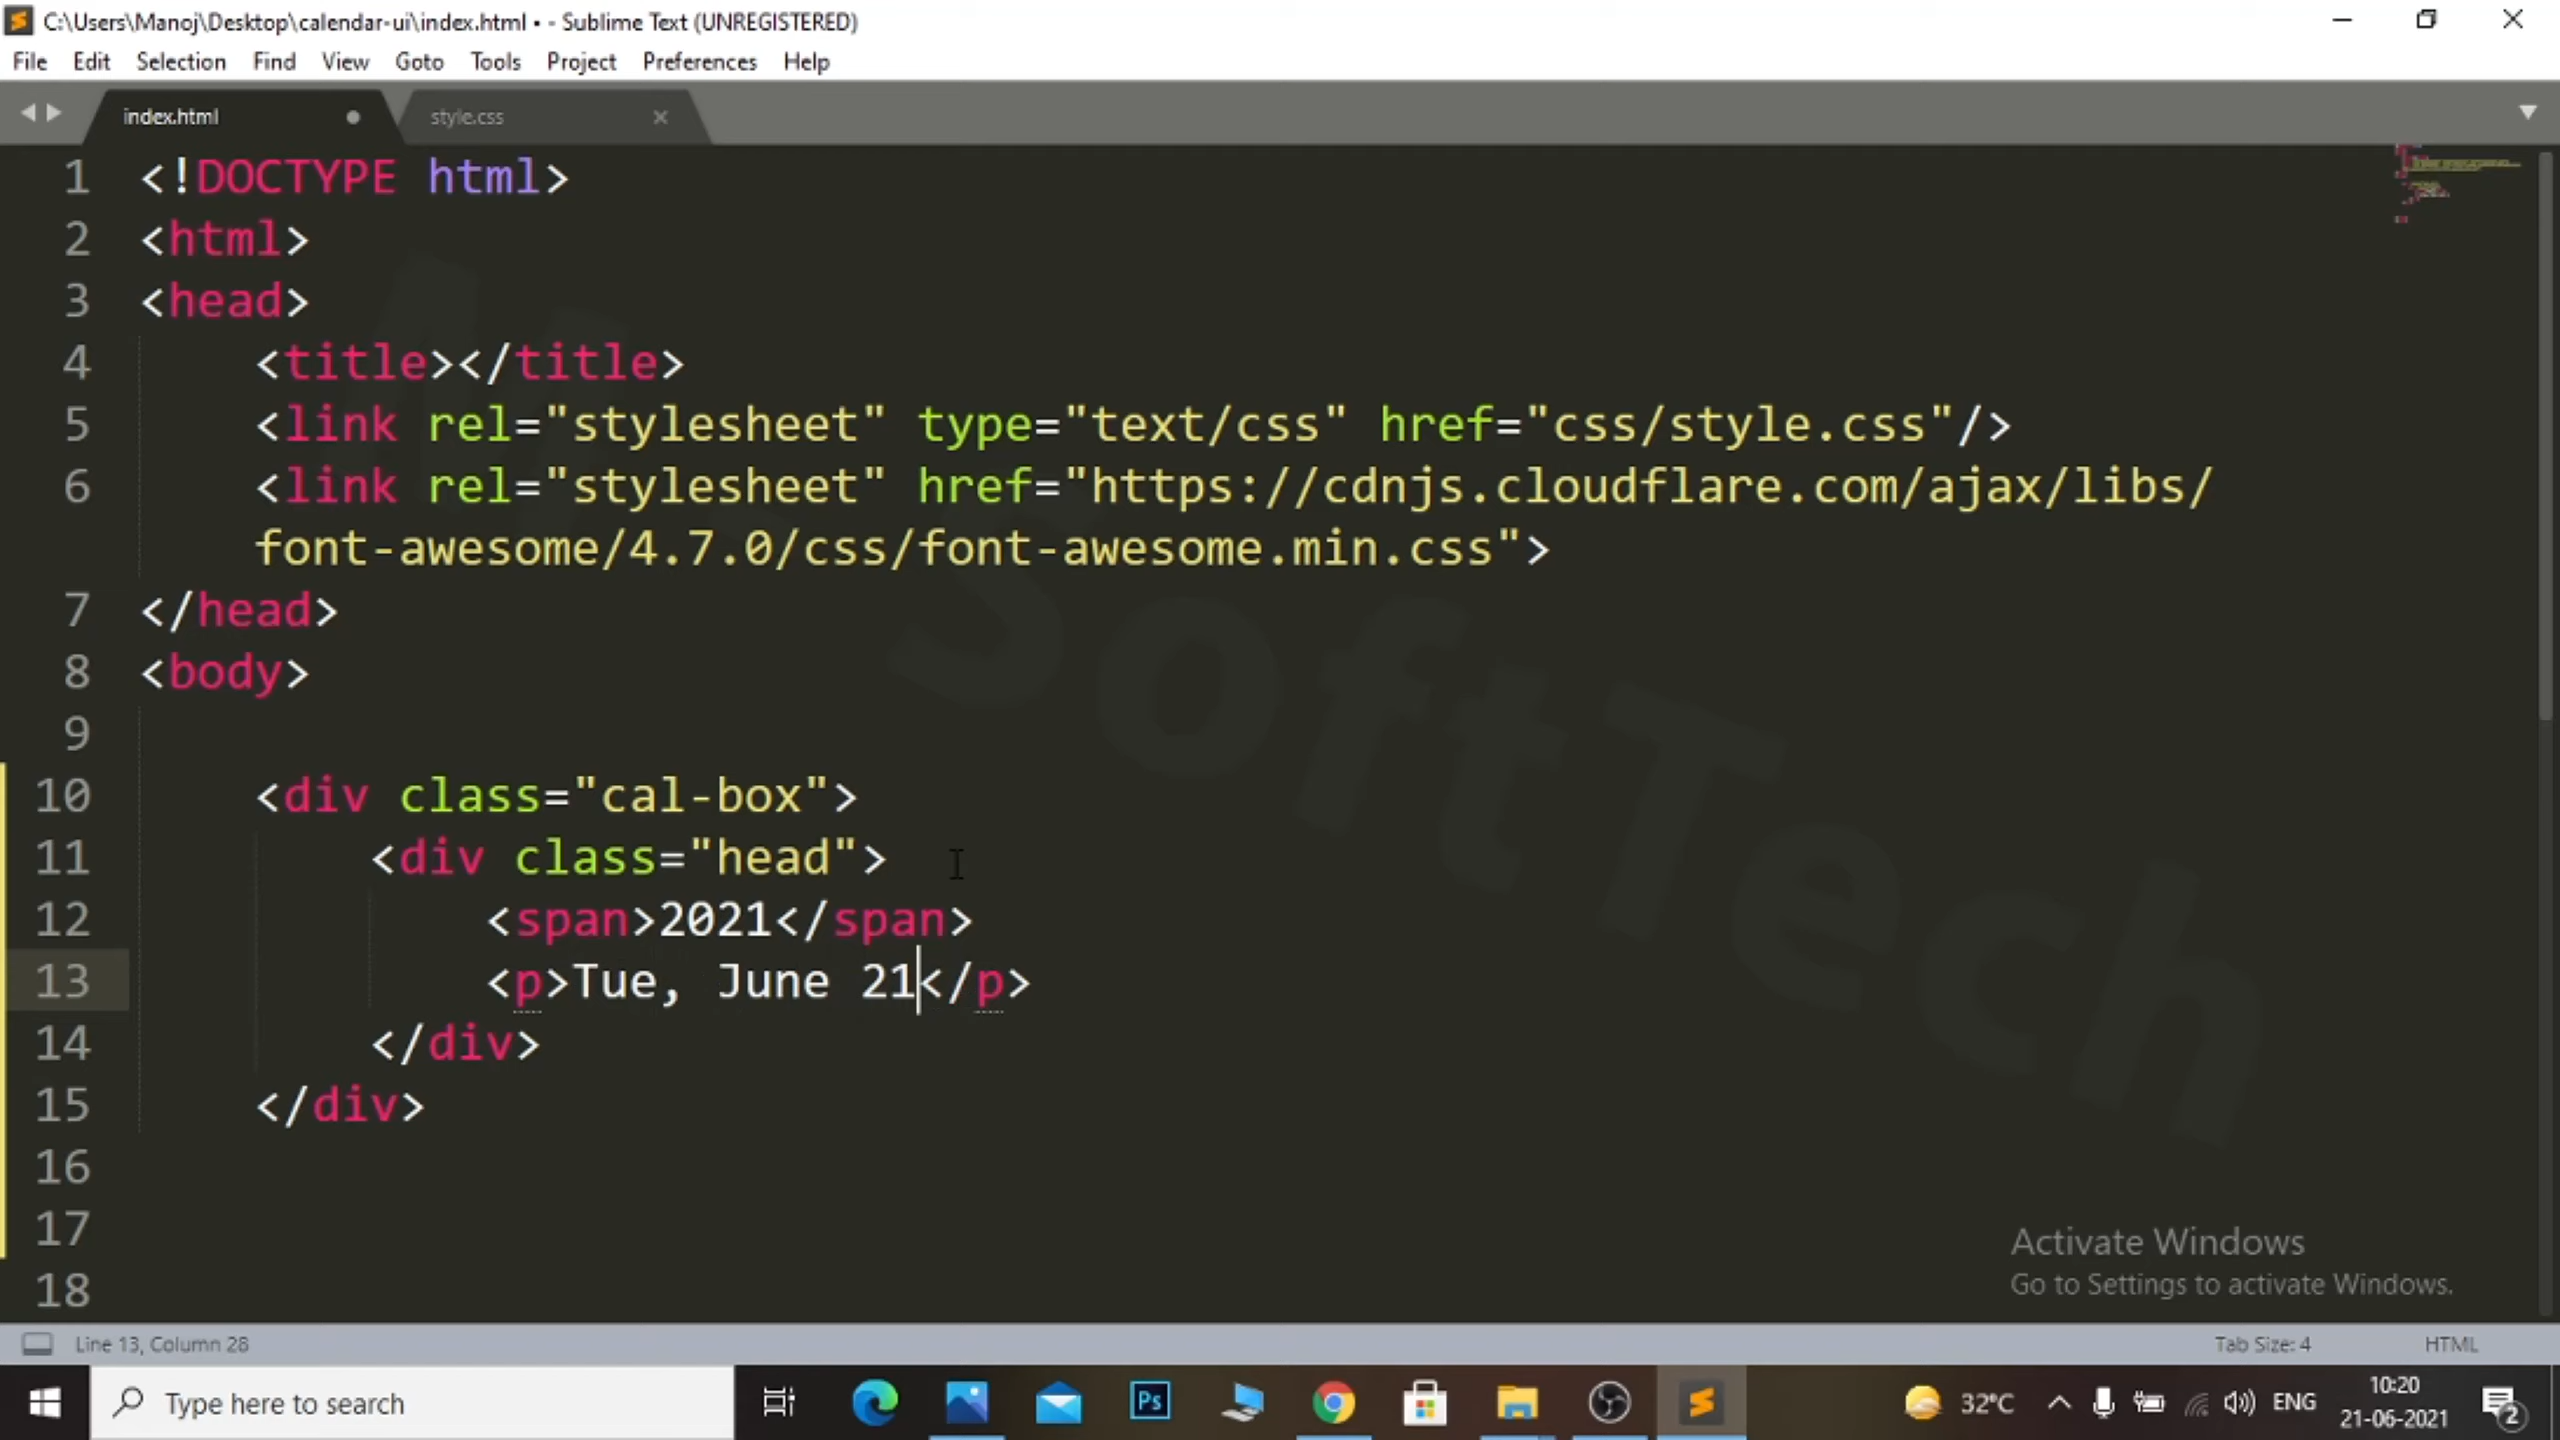 C:\Users\Manoj\Desktop\calendar-ui\index.html • - Sublime Text (UNREGISTERED)
File Edit Selection Find View Goto Tools Project Preferences Help
index.html style.css
1 <!DOCTYPE html>
2 <html>
3 <head>
4 <title></title>
5 <link rel="stylesheet" type="text/css" href="css/style.css"/>
6 <link rel="stylesheet" href="https://cdnjs.cloudflare.com/ajax/libs/
font-awesome/4.7.0/css/font-awesome.min.css">
7 </head>
8 <body>
9
10 <div class="cal-box">
11 <div class="head">
12 <span>2021</span>
13 <p>Tue, June 21</p>
14 </div>
15 </div>
16
17
18
M - SoftTech
Activate Windows
Go to Settings to activate Windows.
Line 13, Column 28 Tab Size: 4 HTML
Type here to search Ps 32°C ENG 10:20
21-06-2021 2